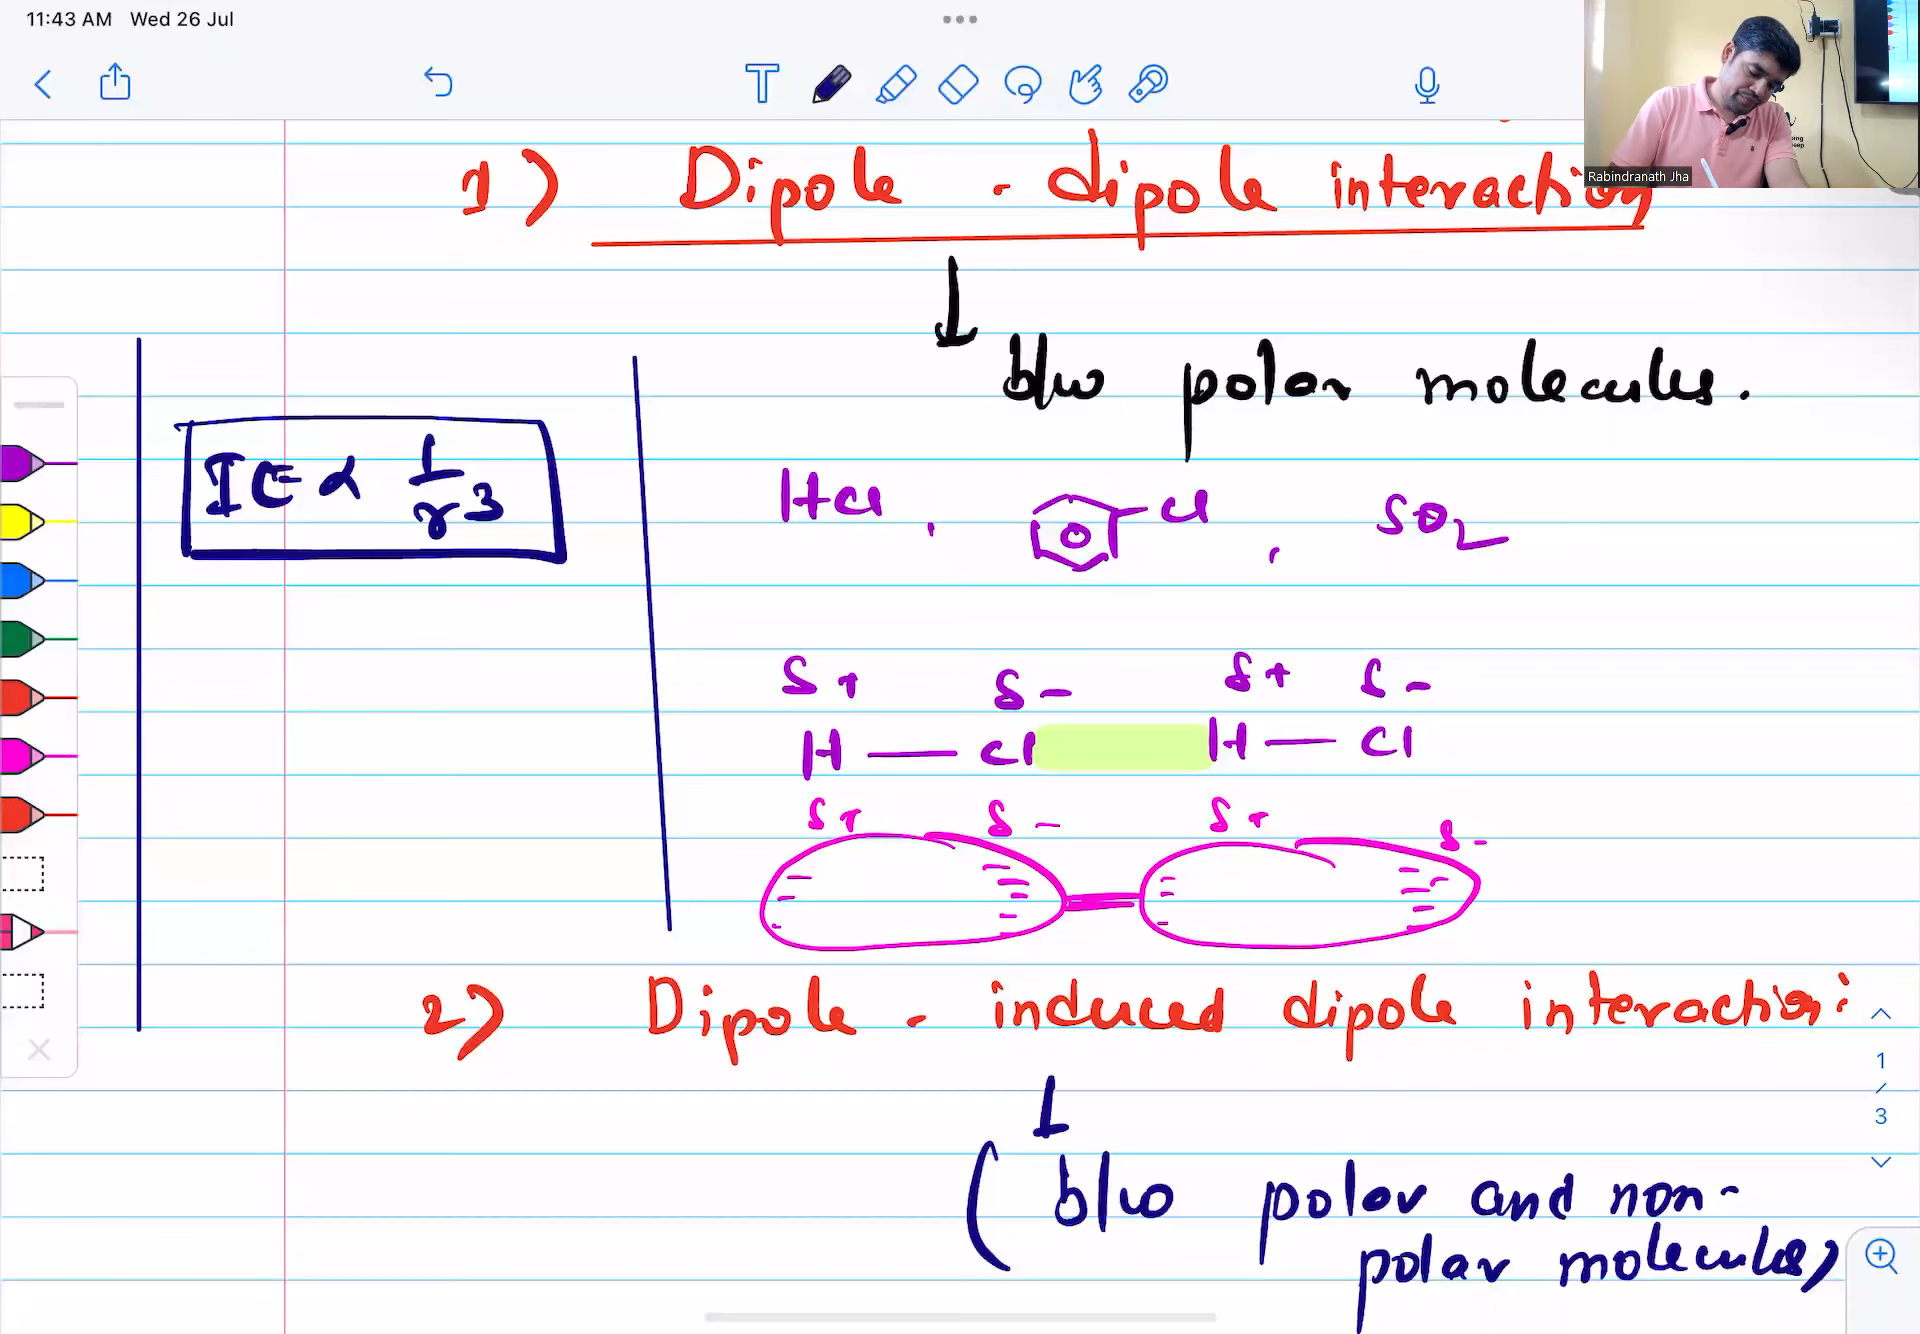 11:43 AM Wed 26 Jul
Rabindranath Jha
1) Dipole - dipole interaction
b/w polar molecules.
IE α 1/r3
HCl , Cl , SO2
δ+ δ- δ+ δ-
H — Cl H — Cl
δ+ δ- δ+ δ-
2) Dipole - induced dipole interaction:
1
/
3
( b/w polar and non-
polar molecules)